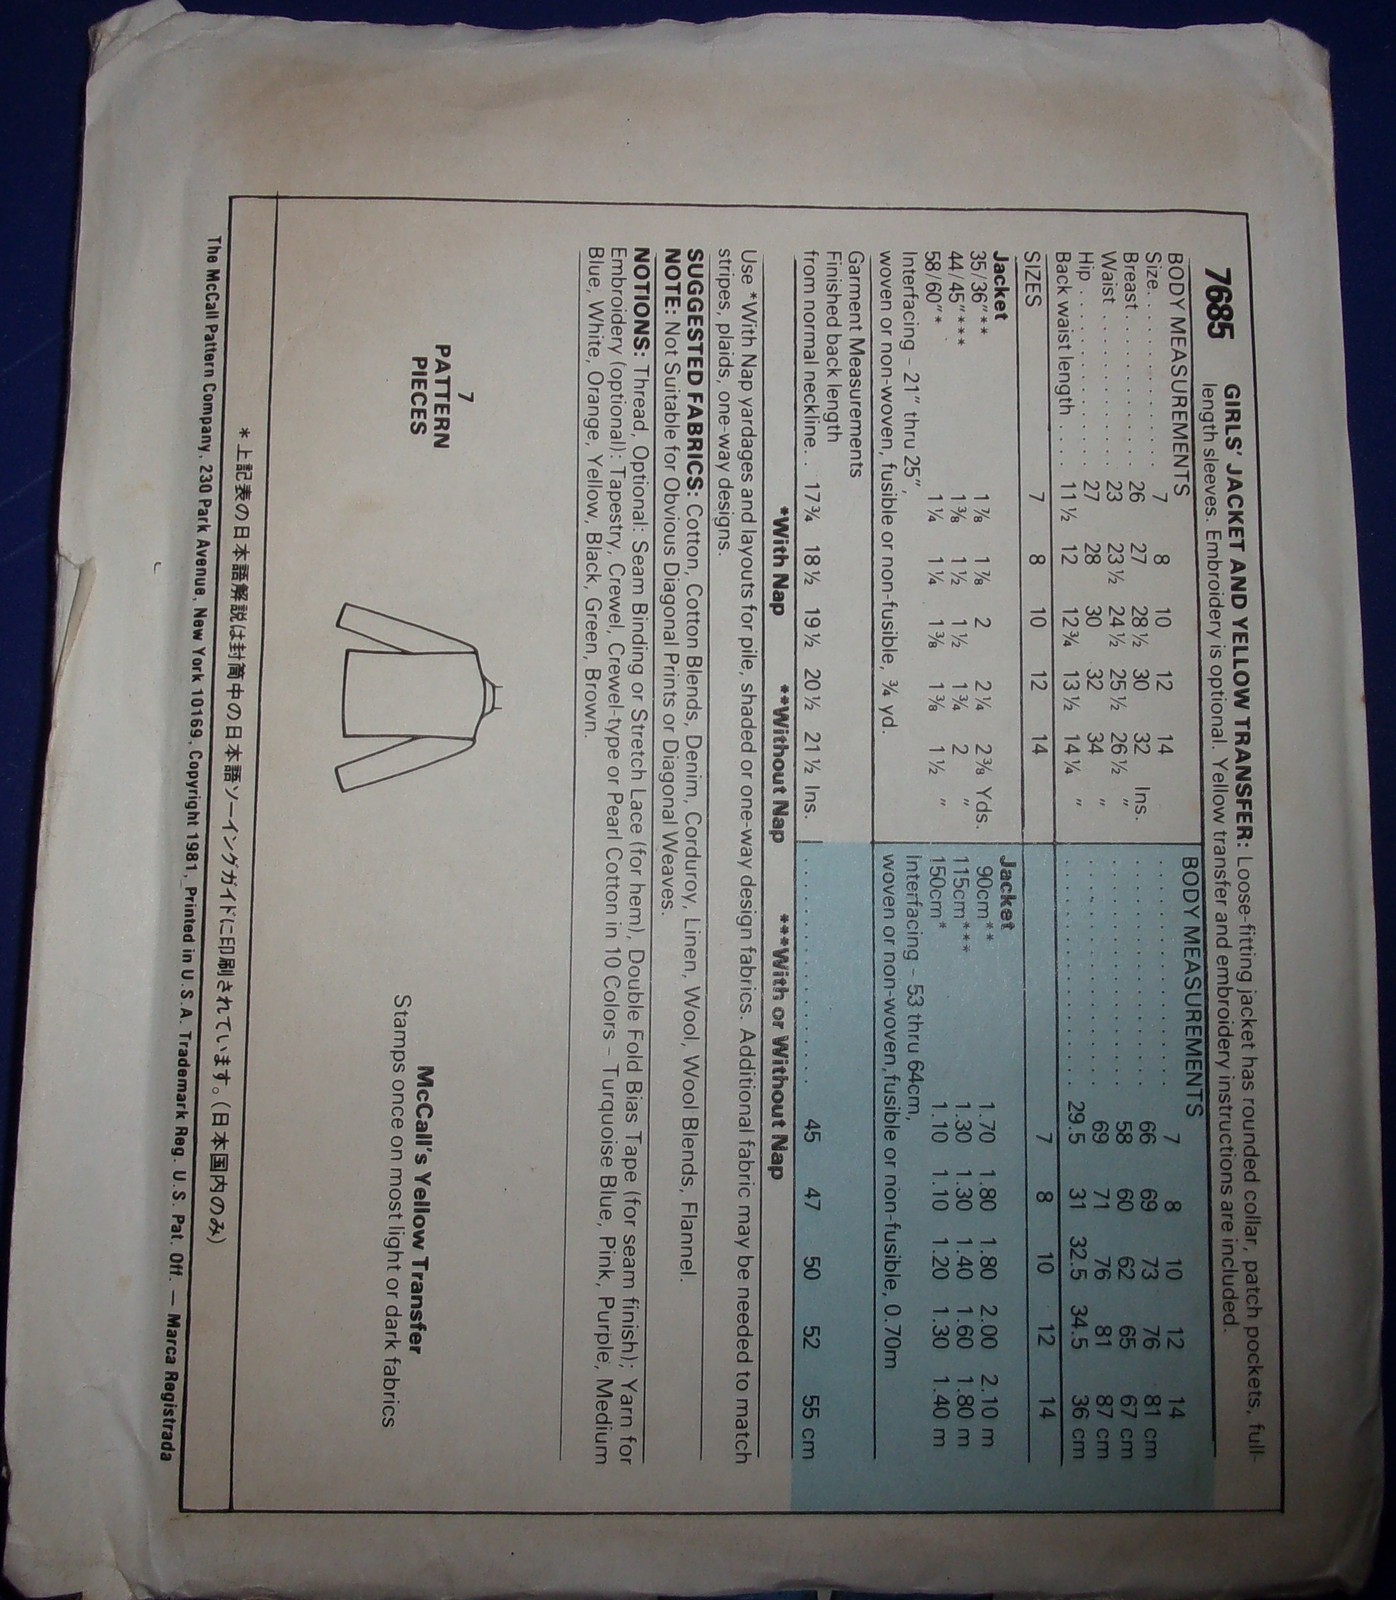 7685 GIRLS' JACKET AND YELLOW TRANSFER: Loose-fitting jacket has rounded collar, patch pockets, full-
length sleeves. Embroidery is optional. Yellow transfer and embroidery instructions are included.
BODY MEASUREMENTS
Size. . . . . . . . . . . . 7 8 10 12 14
Breast . . . . . . . . . . 26 27 28½ 30 32 Ins.
Waist . . . . . . . . . . 23 23½ 24½ 25½ 26½ "
Hip . . . . . . . . . . . . 27 28 30 32 34 "
Back waist length . . . . 11½ 12 12¾ 13½ 14¼ "
SIZES 7 8 10 12 14
Jacket
35/36"** 1⅞ 1⅞ 2 2¼ 2⅜ Yds.
44/45"*** 1⅜ 1½ 1½ 1¾ 2 "
58/60"* 1¼ 1¼ 1⅜ 1⅜ 1½ "
Interfacing - 21" thru 25",
woven or non-woven, fusible or non-fusible, ¾ yd.
Garment Measurements
Finished back length
from normal neckline. . 17¾ 18½ 19½ 20½ 21½ Ins.
BODY MEASUREMENTS
7 8 10 12 14
66 69 73 76 81 cm
58 60 62 65 67 cm
69 71 76 81 87 cm
29.5 31 32.5 34.5 36 cm
7 8 10 12 14
Jacket
90cm** 1.70 1.80 1.80 2.00 2.10 m
115cm*** 1.30 1.30 1.40 1.60 1.80 m
150cm* 1.10 1.10 1.20 1.30 1.40 m
Interfacing - 53 thru 64cm,
woven or non-woven, fusible or non-fusible, 0.70m
45 47 50 52 55 cm
*With Nap **Without Nap ***With or Without Nap
Use *With Nap yardages and layouts for pile, shaded or one-way design fabrics. Additional fabric may be needed to match
stripes, plaids, one-way designs.
SUGGESTED FABRICS: Cotton, Cotton Blends, Denim, Corduroy, Linen, Wool, Wool Blends, Flannel.
NOTE: Not Suitable for Obvious Diagonal Prints or Diagonal Weaves.
NOTIONS: Thread, Optional: Seam Binding or Stretch Lace (for hem), Double Fold Bias Tape (for seam finish); Yarn for
Embroidery (optional): Tapestry, Crewel, Crewel-type or Pearl Cotton in 10 Colors - Turquoise Blue, Pink, Purple, Medium
Blue, White, Orange, Yellow, Black, Green, Brown.
7
PATTERN
PIECES
McCall's Yellow Transfer
Stamps once on most light or dark fabrics
*上記表の日本語解説は封筒中の日本語ソーイングガイドに印刷されています。(日本国内のみ)
The McCall Pattern Company, 230 Park Avenue, New York 10169, Copyright 1981, Printed in U.S.A. Trademark Reg. U.S. Pat. Off. — Marca Registrada